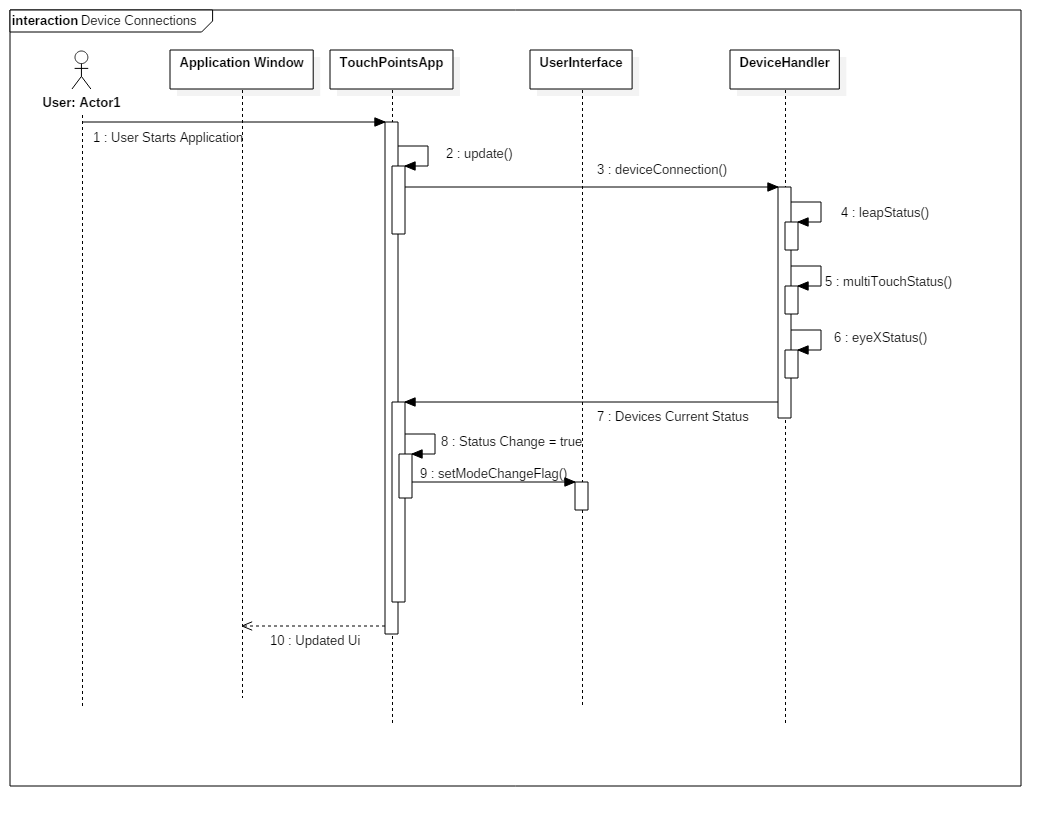 interaction Device Connections
Application Window
TouchPointsApp
UserInterface
DeviceHandler
User: Actor1
1 : User Starts Application
2 : update()
3 : deviceConnection()
4 : leapStatus()
5 : multiTouchStatus()
6 : eyeXStatus()
7 : Devices Current Status
8 : Status Change = true
9 : setModeChangeFlag()
10 : Updated Ui